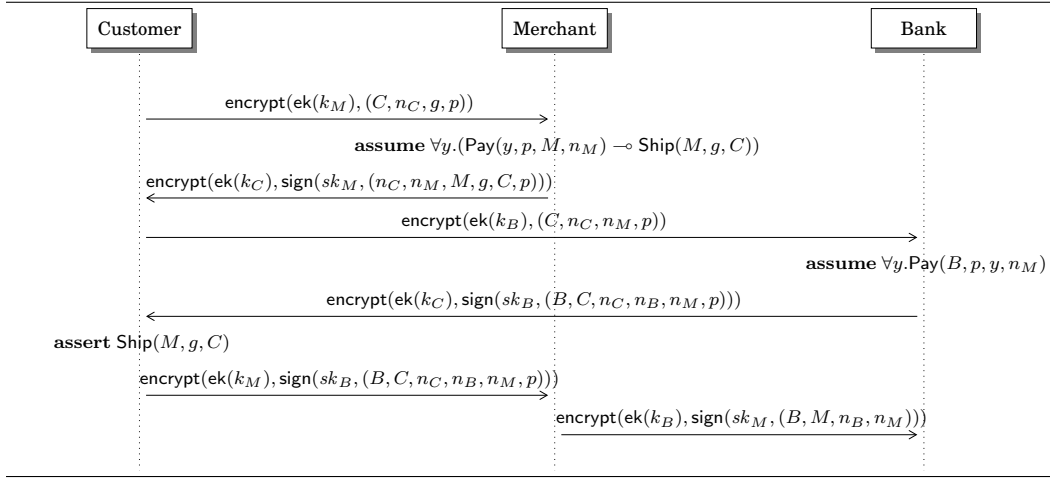 Customer Merchant Bank
encrypt(ek(k_M), (C, n_C, g, p))
assume ∀y.(Pay(y, p, M, n_M) ⊸ Ship(M, g, C))
encrypt(ek(k_C), sign(sk_M, (n_C, n_M, M, g, C, p)))
encrypt(ek(k_B), (C, n_C, n_M, p))
assume ∀y.Pay(B, p, y, n_M)
encrypt(ek(k_C), sign(sk_B, (B, C, n_C, n_B, n_M, p)))
assert Ship(M, g, C)
encrypt(ek(k_M), sign(sk_B, (B, C, n_C, n_B, n_M, p)))
encrypt(ek(k_B), sign(sk_M, (B, M, n_B, n_M)))